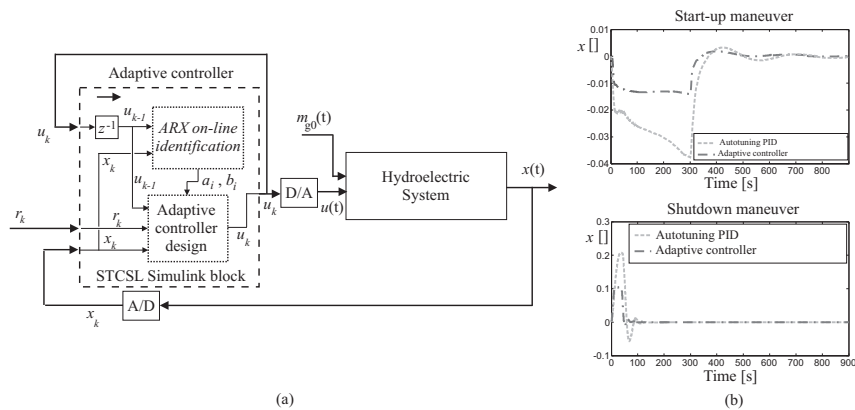 Adaptive controller
u_k
z^{-1}
u_{k-1}
ARX on-line
identification
x_k
u_{k-1}
a_i , b_i
r_k
r_k
x_k
Adaptive
controller
design
u_k
STCSL Simulink block
u_k
D/A
u(t)
m_{g0}(t)
Hydroelectric
System
x(t)
x_k
A/D
(a)
Start-up maneuver
x []
0.01
0
-0.01
-0.02
-0.03
-0.04
Autotuning PID
Adaptive controller
0 100 200 300 400 500 600 700 800 900
Time [s]
Shutdown maneuver
x []
0.3
0.2
0.1
0
-0.1
Autotuning PID
Adaptive controller
0 100 200 300 400 500 600 700 800 900
Time [s]
(b)